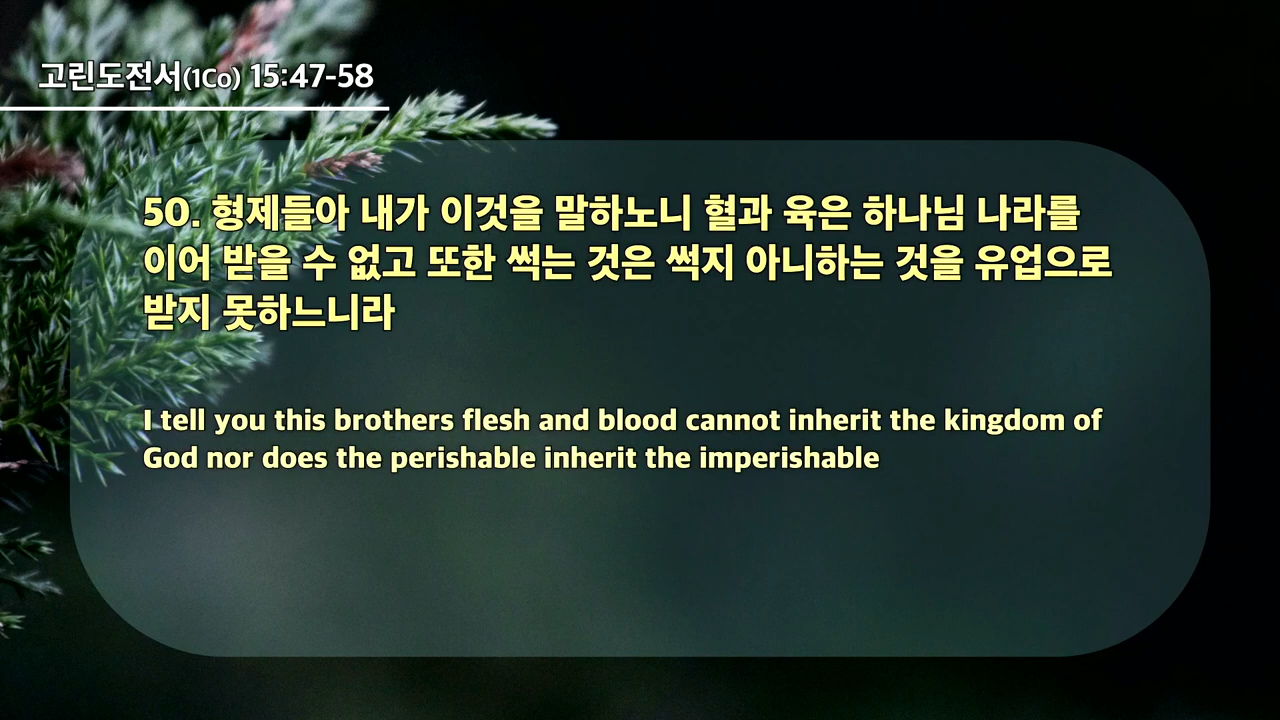 고린도전서(1Co) 15:47-58
50. 형제들아 내가 이것을 말하노니 혈과 육은 하나님 나라를
이어 받을 수 없고 또한 썩는 것은 썩지 아니하는 것을 유업으로
받지 못하느니라
I tell you this brothers flesh and blood cannot inherit the kingdom of
God nor does the perishable inherit the imperishable